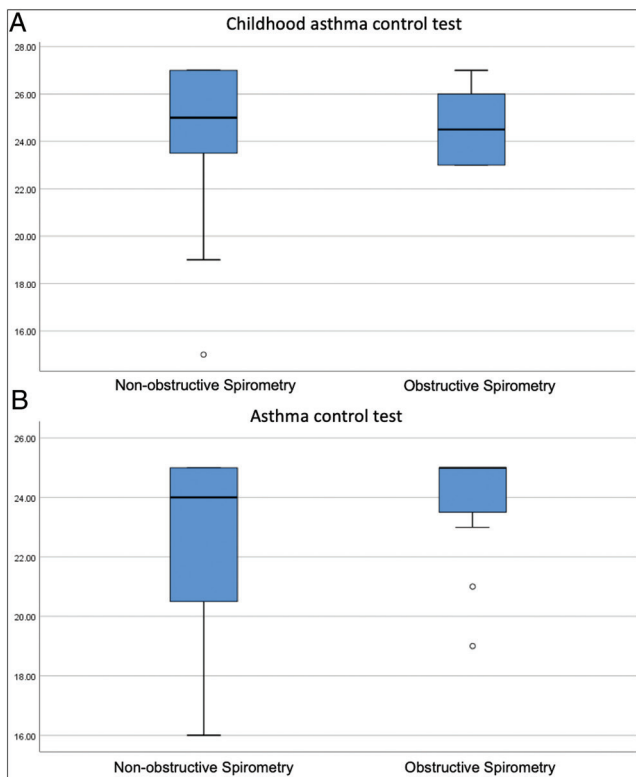 A
Childhood asthma control test
28.00
26.00
24.00
22.00
20.00
18.00
16.00
Non-obstructive Spirometry Obstructive Spirometry
B
Asthma control test
26.00
24.00
22.00
20.00
18.00
16.00
Non-obstructive Spirometry Obstructive Spirometry